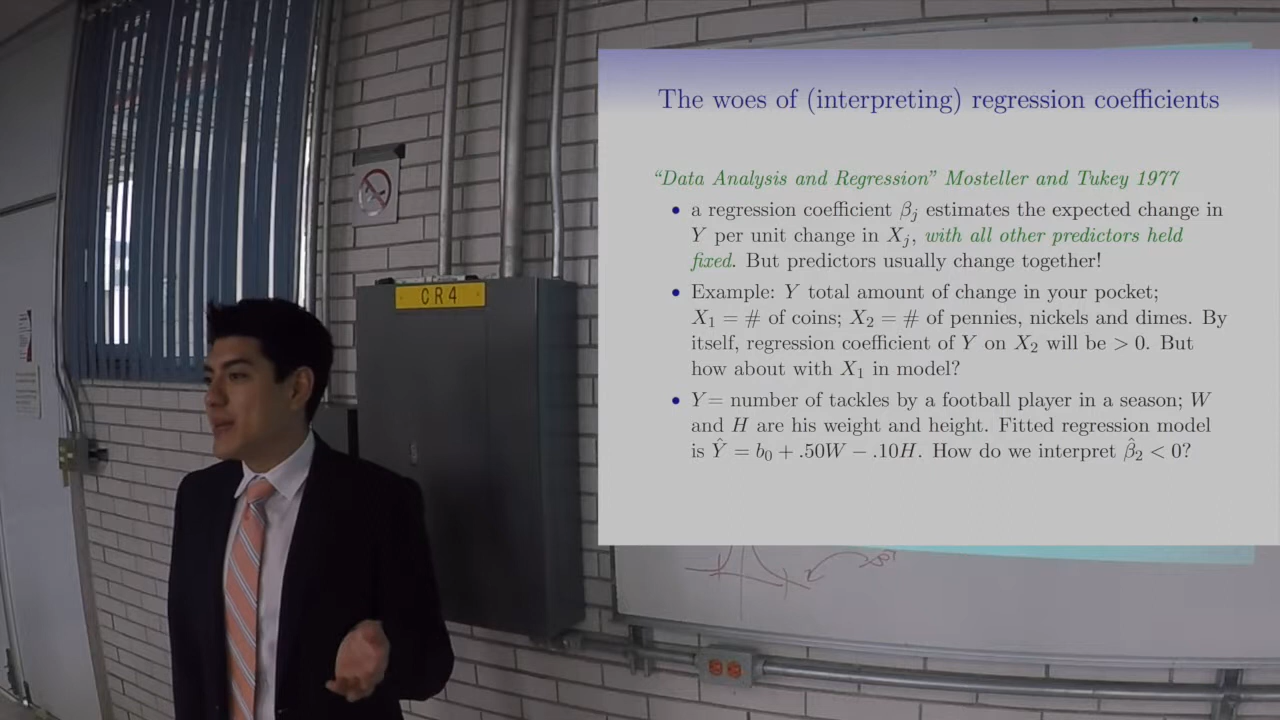 The woes of (interpreting) regression coefficients
“Data Analysis and Regression” Mosteller and Tukey 1977
• a regression coefficient βj estimates the expected change in
Y per unit change in Xj, with all other predictors held
fixed. But predictors usually change together!
• Example: Y total amount of change in your pocket;
X1 = # of coins; X2 = # of pennies, nickels and dimes. By
itself, regression coefficient of Y on X2 will be > 0. But
how about with X1 in model?
• Y= number of tackles by a football player in a season; W
and H are his weight and height. Fitted regression model
is Ŷ = b0 + .50W − .10H. How do we interpret β̂2 < 0?
CR4